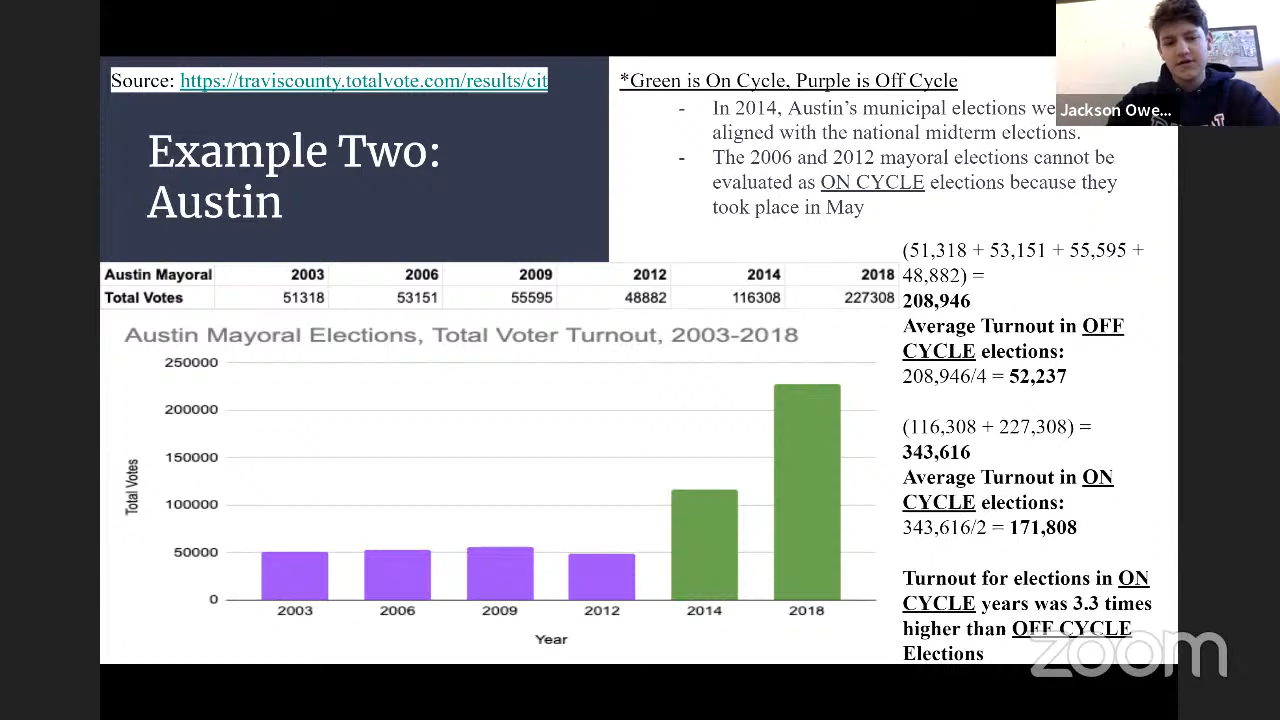 Source: https://traviscounty.totalvote.com/results/cit
Example Two:
Austin
*Green is On Cycle, Purple is Off Cycle
- In 2014, Austin’s municipal elections we
aligned with the national midterm elections.
- The 2006 and 2012 mayoral elections cannot be
evaluated as ON CYCLE elections because they
took place in May
Jackson Owe...
Austin Mayoral 2003 2006 2009 2012 2014 2018
Total Votes 51318 53151 55595 48882 116308 227308
Austin Mayoral Elections, Total Voter Turnout, 2003-2018
250000
200000
150000
100000
50000
0
Total Votes
2003 2006 2009 2012 2014 2018
Year
(51,318 + 53,151 + 55,595 +
48,882) =
208,946
Average Turnout in OFF
CYCLE elections:
208,946/4 = 52,237
(116,308 + 227,308) =
343,616
Average Turnout in ON
CYCLE elections:
343,616/2 = 171,808
Turnout for elections in ON
CYCLE years was 3.3 times
higher than OFF CYCLE
Elections
zoom